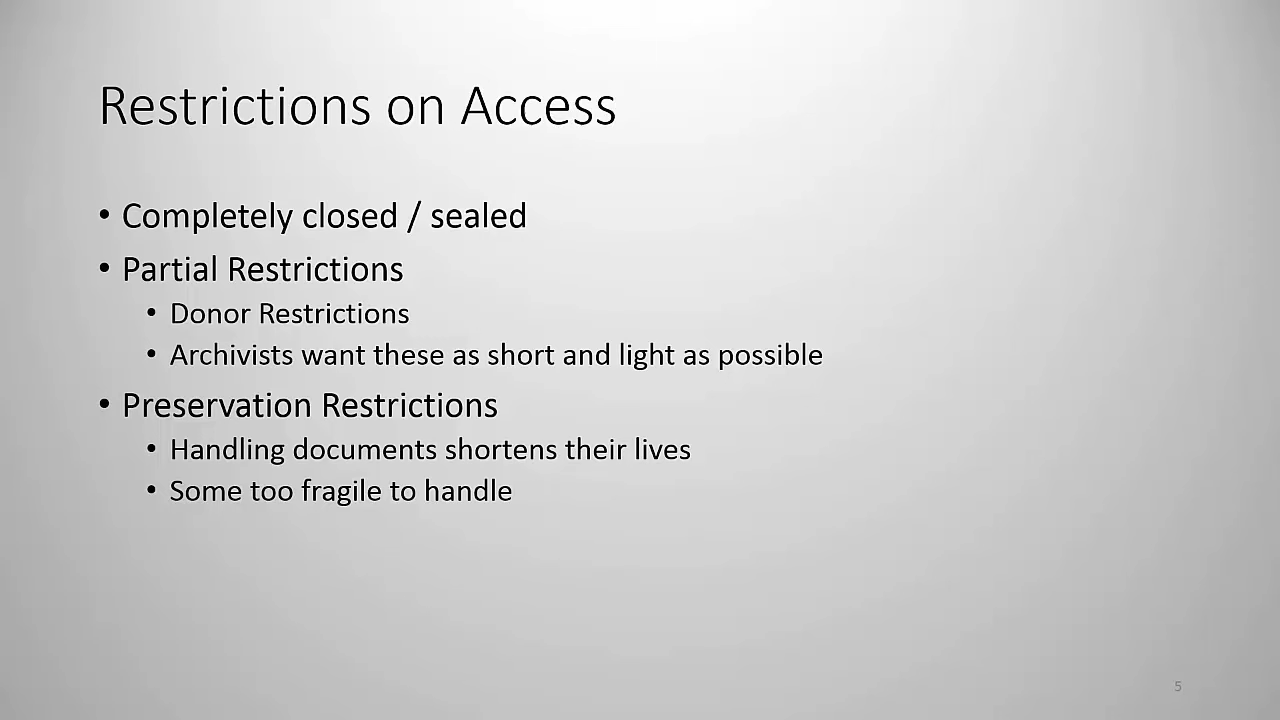 Restrictions on Access
• Completely closed / sealed
• Partial Restrictions
• Donor Restrictions
• Archivists want these as short and light as possible
• Preservation Restrictions
• Handling documents shortens their lives
• Some too fragile to handle
5